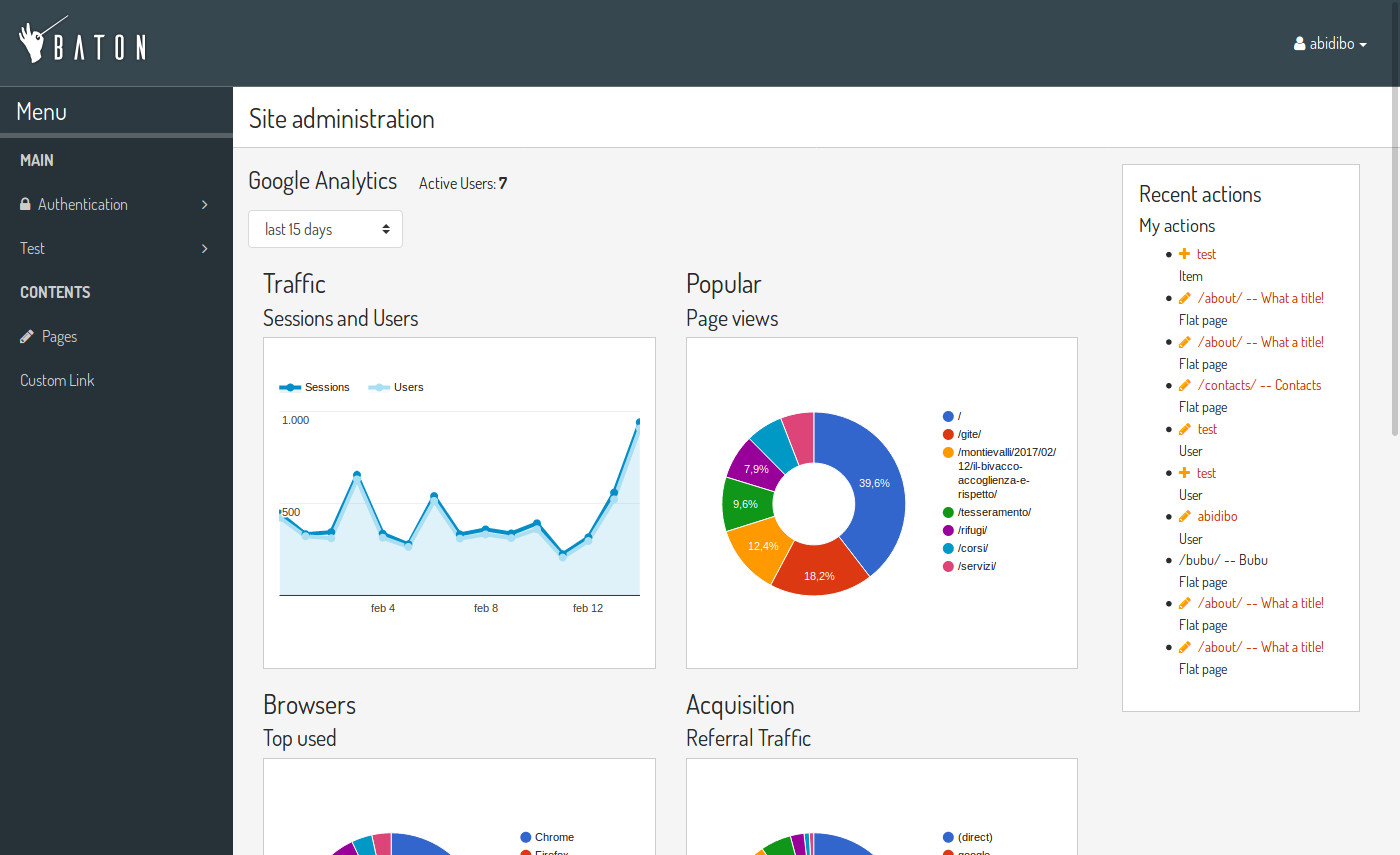 BATON
abidibo
Menu
MAIN
Authentication
Test
CONTENTS
Pages
Custom Link
Site administration
Google Analytics Active Users: 7
last 15 days
Traffic
Sessions and Users
Sessions Users
1.000
500
feb 4 feb 8 feb 12
Popular
Page views
39,6%
18,2%
12,4%
9,6%
7,9%
/
/gite/
/montievalli/2017/02/
12/il-bivacco-
accoglienza-e-
rispetto/
/tesseramento/
/rifugi/
/corsi/
/servizi/
Browsers
Top used
Chrome
Firefox
Acquisition
Referral Traffic
(direct)
google
Recent actions
My actions
test
Item
/about/ -- What a title!
Flat page
/about/ -- What a title!
Flat page
/contacts/ -- Contacts
Flat page
test
User
test
User
abidibo
User
/bubu/ -- Bubu
Flat page
/about/ -- What a title!
Flat page
/about/ -- What a title!
Flat page